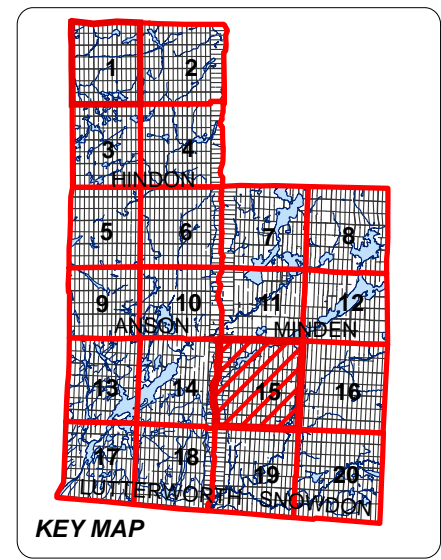 1 2
3 4
HINDON
5 6 7 8
9 10 11 12
ANSON MINDEN
13 14 15 16
17 18 19 20
LUTTERWORTH SNOWDON
KEY MAP